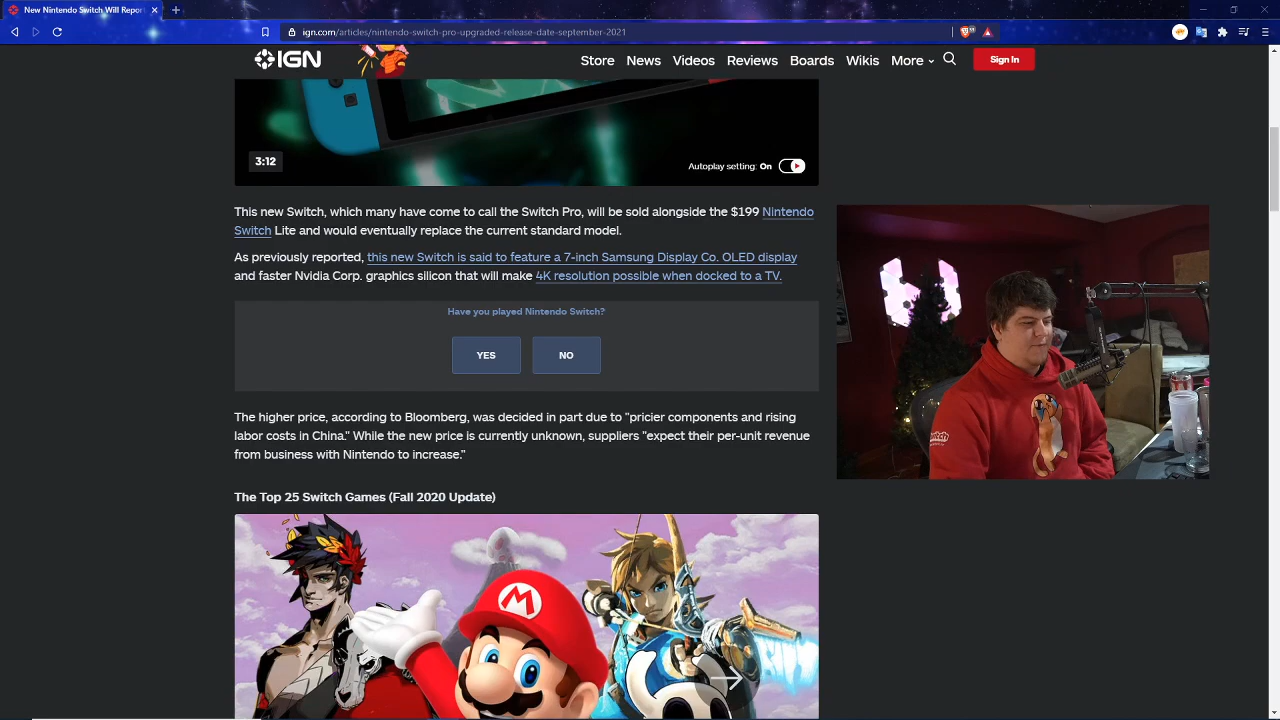 New Nintendo Switch Will Report
ign.com/articles/nintendo-switch-pro-upgraded-release-date-september-2021
IGN
Store News Videos Reviews Boards Wikis More
Sign In
3:12
Autoplay setting: On
This new Switch, which many have come to call the Switch Pro, will be sold alongside the $199 Nintendo
Switch Lite and would eventually replace the current standard model.
As previously reported, this new Switch is said to feature a 7-inch Samsung Display Co. OLED display
and faster Nvidia Corp. graphics silicon that will make 4K resolution possible when docked to a TV.
Have you played Nintendo Switch?
YES NO
The higher price, according to Bloomberg, was decided in part due to "pricier components and rising
labor costs in China." While the new price is currently unknown, suppliers "expect their per-unit revenue
from business with Nintendo to increase."
The Top 25 Switch Games (Fall 2020 Update)
M
twitch